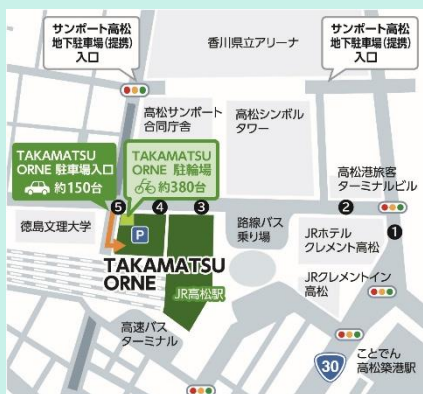 サンポート高松
地下駐車場(提携)
入口
サンポート高松
地下駐車場(提携)
入口
香川県立アリーナ
高松サンポート
合同庁舎
高松シンボル
タワー
TAKAMATSU
ORNE 駐車場入口
約150台
TAKAMATSU
ORNE 駐輪場
約380台
高松港旅客
ターミナルビル
5
4
3
2
1
徳島文理大学
P
路線バス
乗り場
JRホテル
クレメント高松
TAKAMATSU
ORNE
JR高松駅
JRクレメントイン
高松
高速バス
ターミナル
30
ことでん
高松築港駅